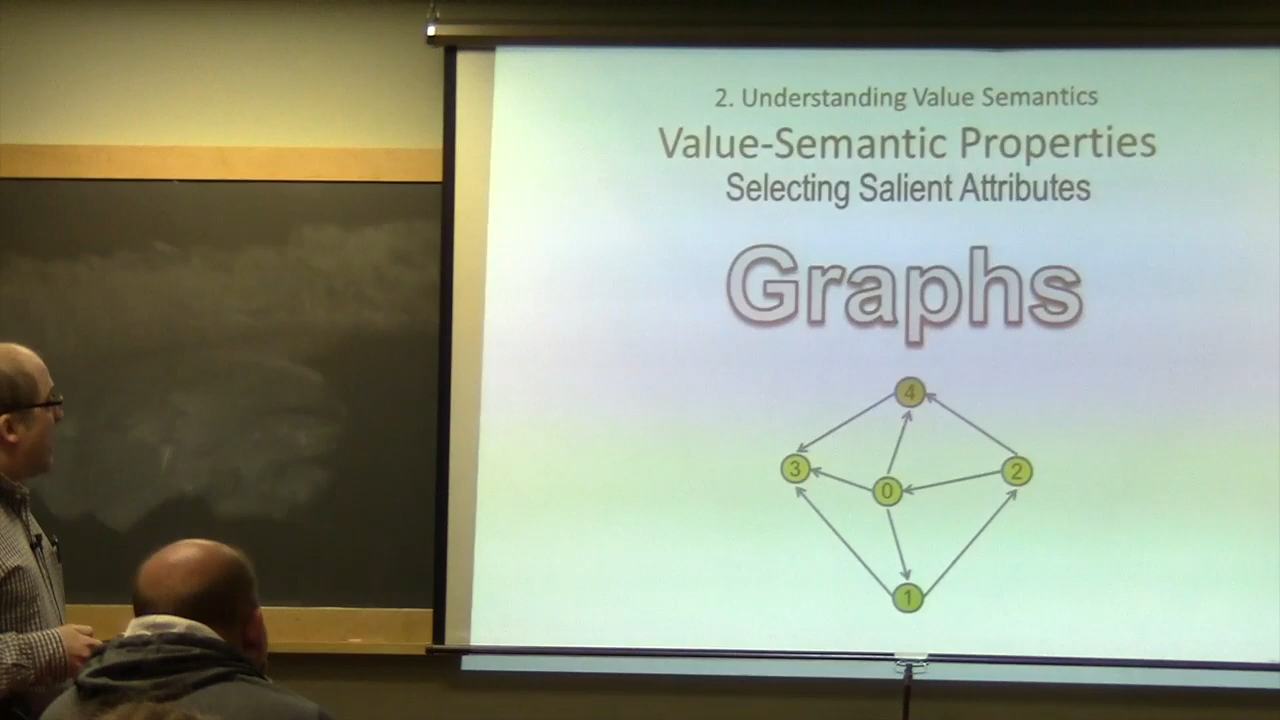 2. Understanding Value Semantics
Value-Semantic Properties
Selecting Salient Attributes
Graphs
4
3
0
2
1